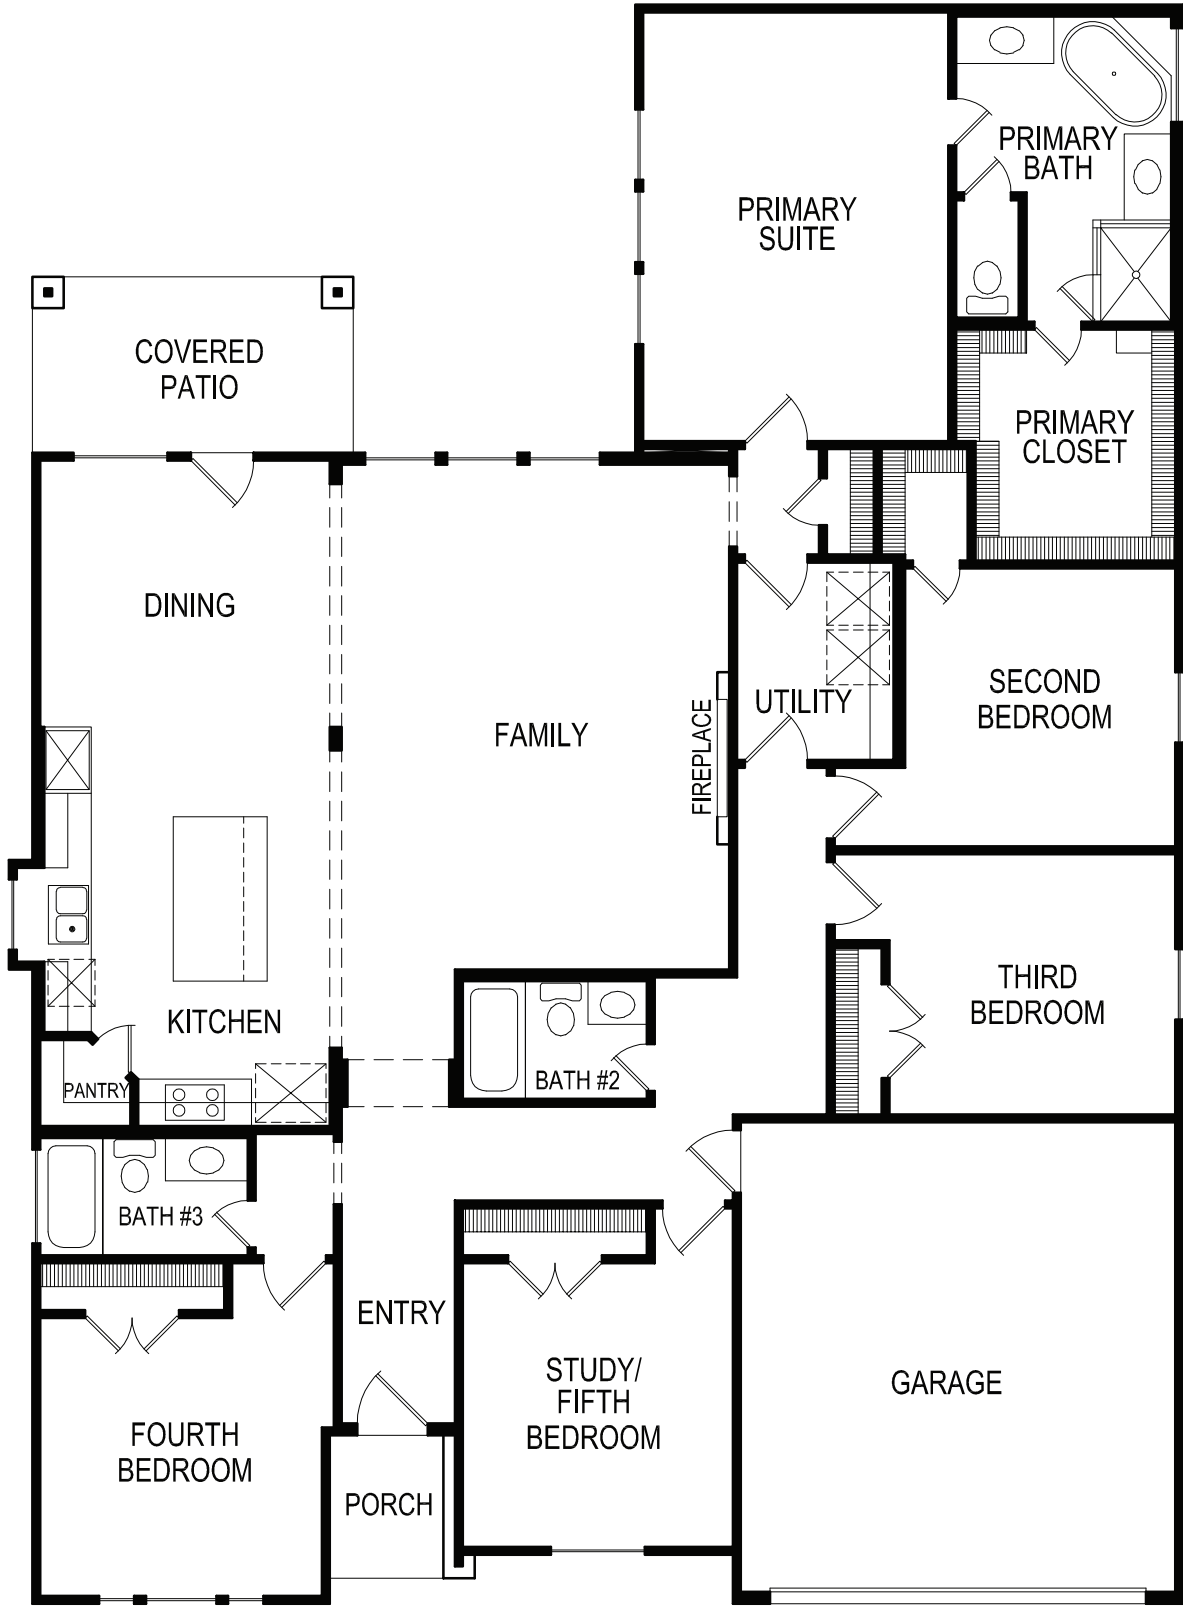 PRIMARY
BATH
PRIMARY
SUITE
COVERED
PATIO
PRIMARY
CLOSET
DINING
SECOND
BEDROOM
UTILITY
FAMILY
FIREPLACE
THIRD
BEDROOM
KITCHEN
PANTRY
BATH #2
BATH #3
ENTRY
STUDY/
FIFTH
BEDROOM
GARAGE
FOURTH
BEDROOM
PORCH